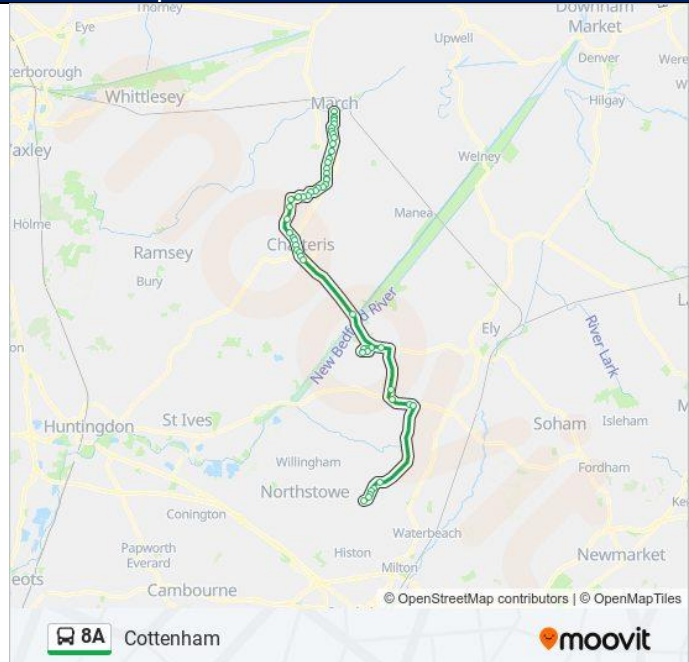 Thorney
Downham
Market
Eye
Upwell
Denver
Were
terborough
Whittlesey
March
Hilgay
Yaxley
Welney
Holme
Manea
Chatteris
Ramsey
Bury
New Bedford River
Ely
River Lark
on
St Ives
Huntingdon
Soham
Isleham
Willingham
Fordham
Northstowe
Conington
Waterbeach
Papworth
Everard
Histon
Newmarket
Milton
eots
Cambourne
© OpenStreetMap contributors | © OpenMapTiles
8A Cottenham
moovit